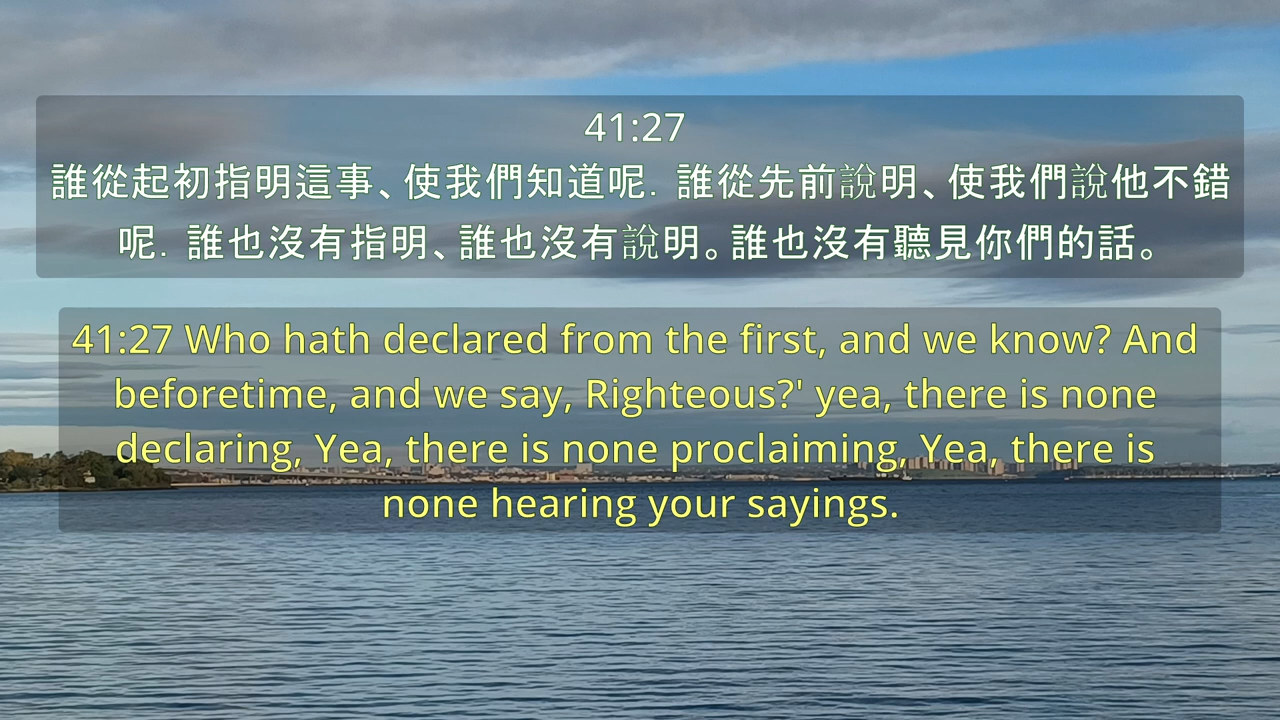 41:27
誰從起初指明這事、使我們知道呢. 誰從先前說明、使我們說他不錯
呢. 誰也沒有指明、誰也沒有說明。誰也沒有聽見你們的話。
41:27 Who hath declared from the first, and we know? And
beforetime, and we say, Righteous?' yea, there is none
declaring, Yea, there is none proclaiming, Yea, there is
none hearing your sayings.